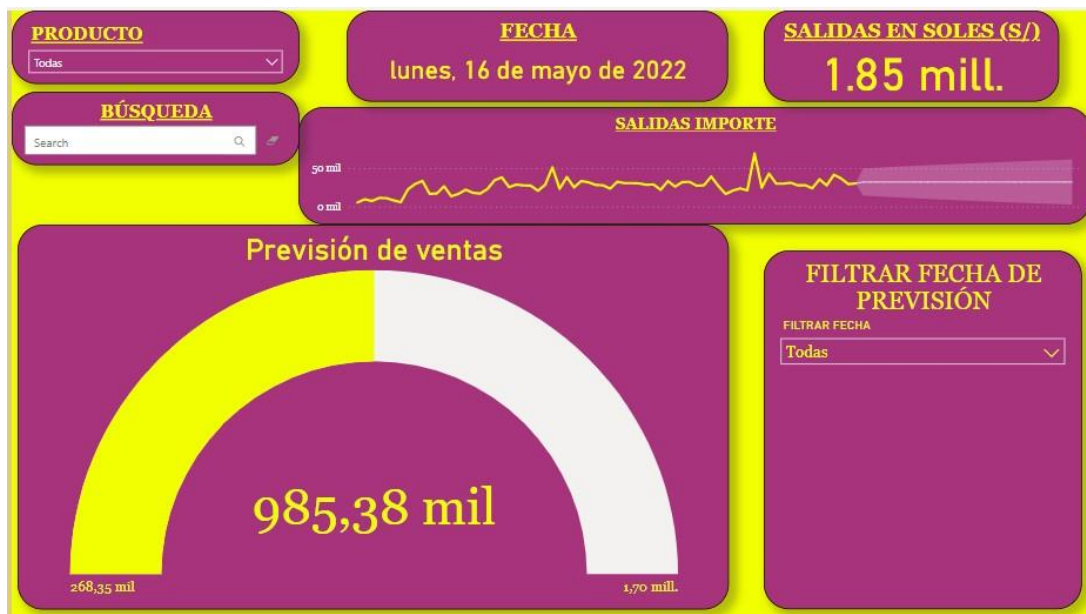 PRODUCTO
Todas
FECHA
lunes, 16 de mayo de 2022
SALIDAS EN SOLES (S/)
1.85 mill.
BÚSQUEDA
Search
SALIDAS IMPORTE
50 mil
0 mil
Previsión de ventas
985,38 mil
268,35 mil
1,70 mill.
FILTRAR FECHA DE
PREVISIÓN
FILTRAR FECHA
Todas